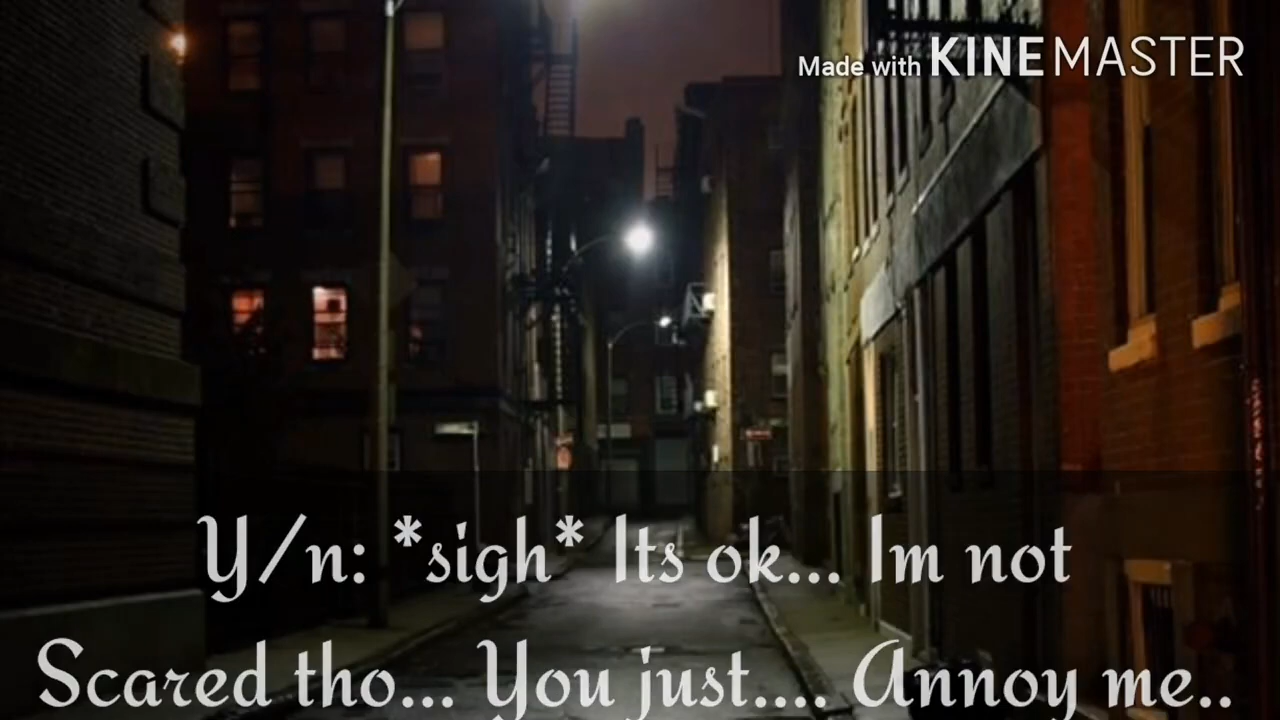 Made with KINEMASTER
Y/n: *sigh* Its ok... Im not
Scared tho... You just.... Annoy me..